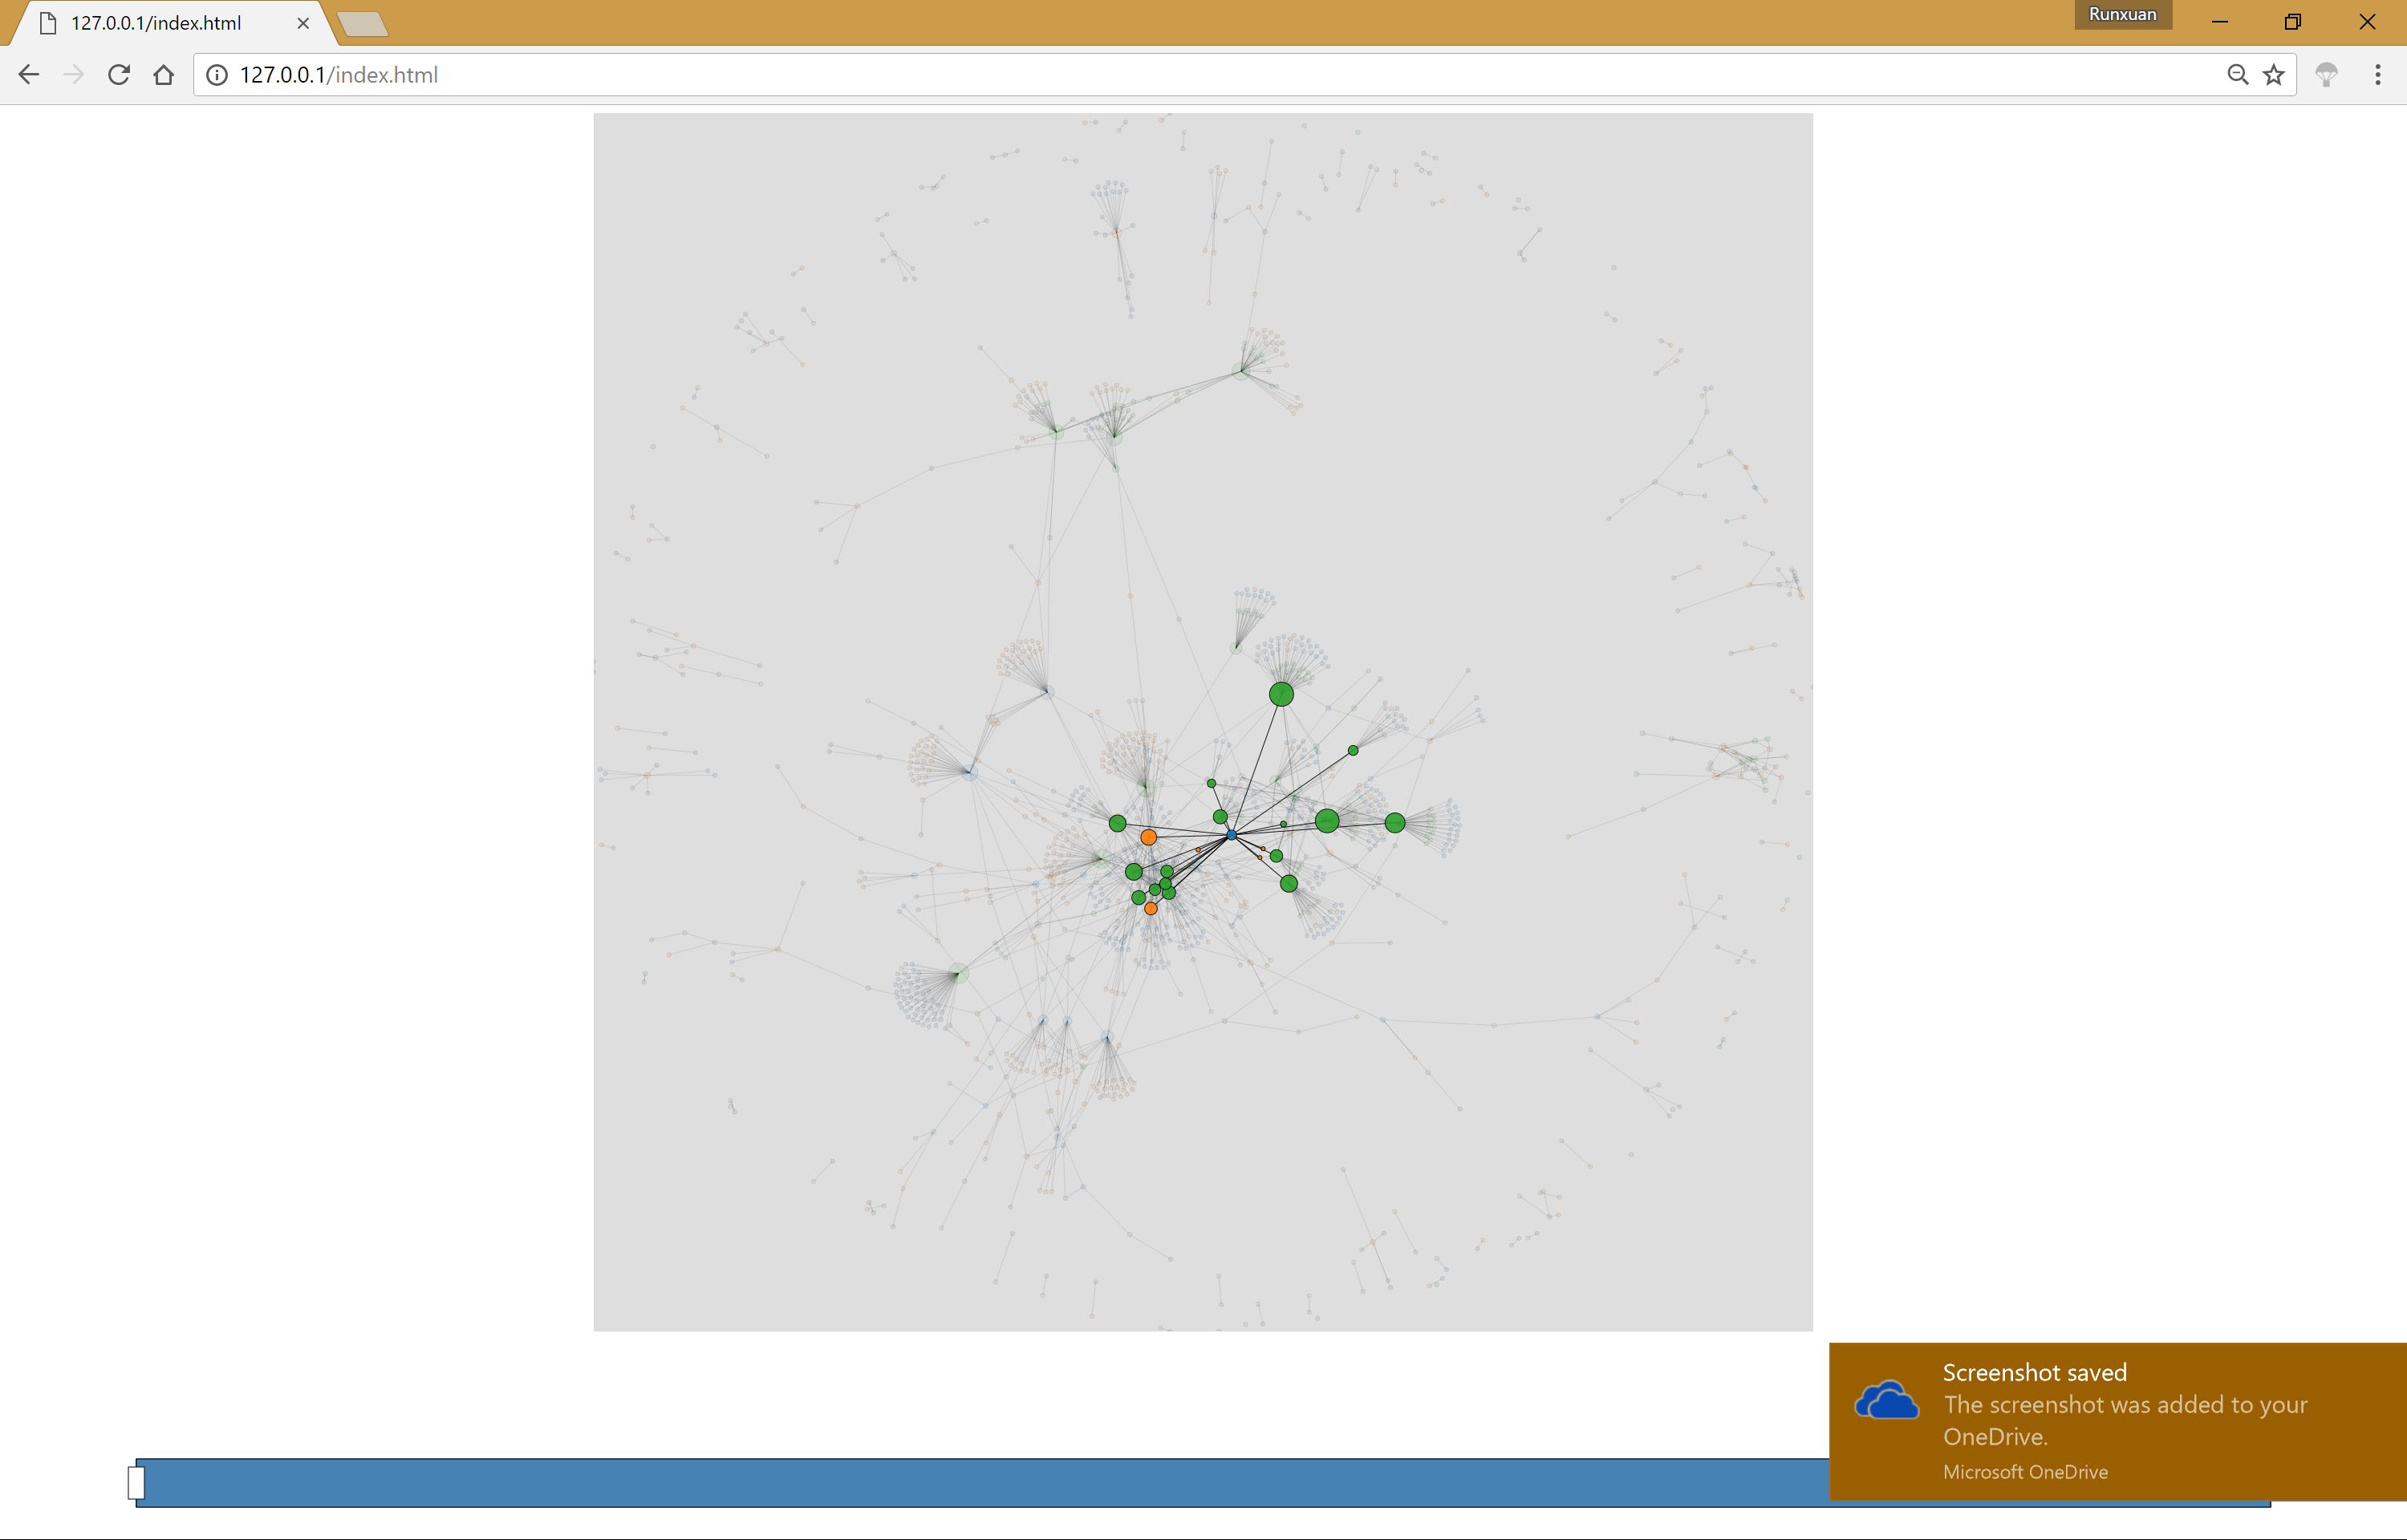 127.0.0.1/index.html
Runxuan
127.0.0.1/index.html
Screenshot saved
The screenshot was added to your
OneDrive.
Microsoft OneDrive